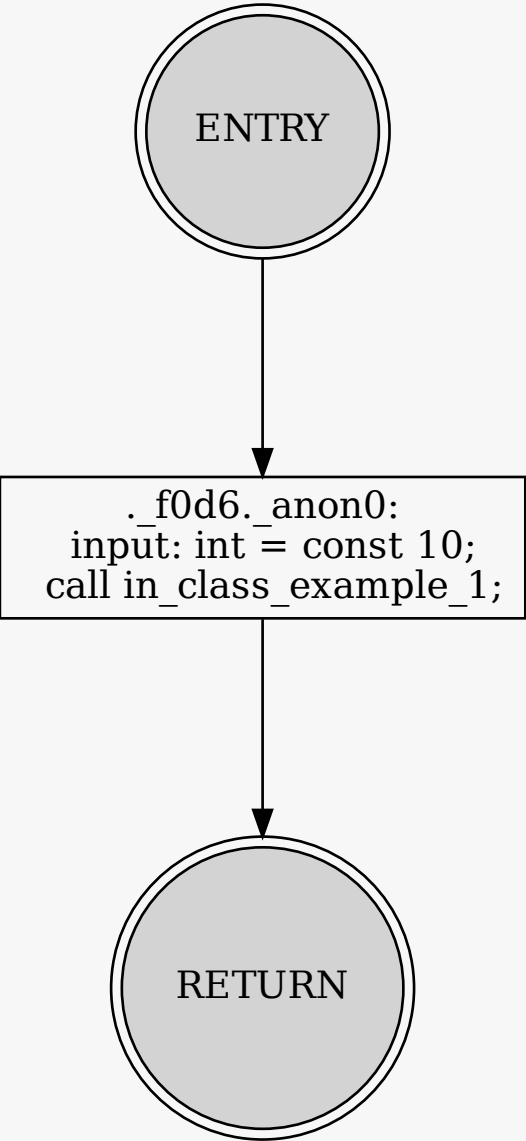 ENTRY
._f0d6._anon0:
input: int = const 10;
call in_class_example_1;
RETURN